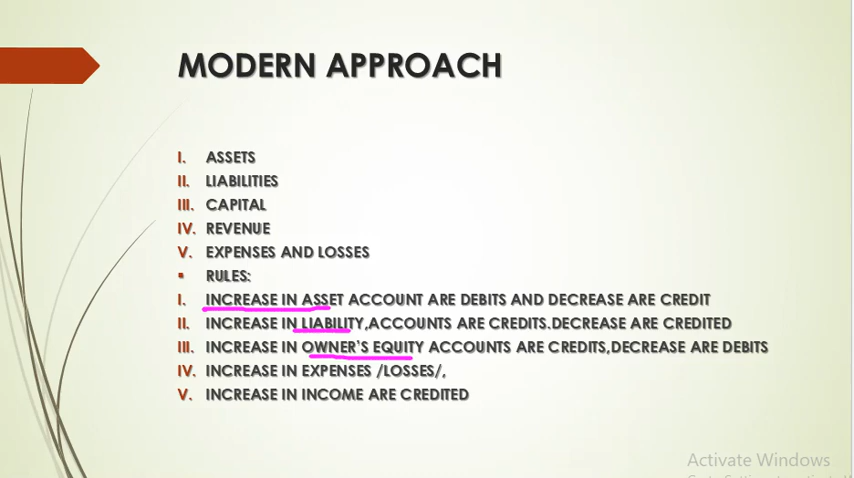 MODERN APPROACH
I. ASSETS
II. LIABILITIES
III. CAPITAL
IV. REVENUE
V. EXPENSES AND LOSSES
▪ RULES:
I. INCREASE IN ASSET ACCOUNT ARE DEBITS AND DECREASE ARE CREDIT
II. INCREASE IN LIABILITY,ACCOUNTS ARE CREDITS.DECREASE ARE CREDITED
III. INCREASE IN OWNER'S EQUITY ACCOUNTS ARE CREDITS,DECREASE ARE DEBITS
IV. INCREASE IN EXPENSES /LOSSES/,
V. INCREASE IN INCOME ARE CREDITED
Activate Windows